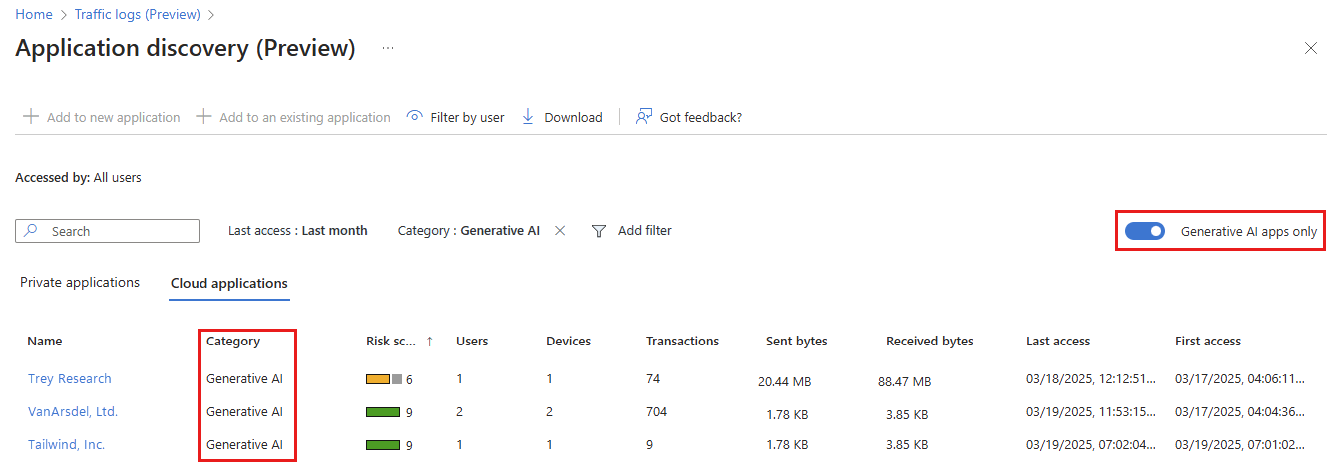 Home > Traffic logs (Preview) >
Application discovery (Preview) ...
Add to new application Add to an existing application Filter by user Download Got feedback?
Accessed by: All users
Search Last access : Last month Category : Generative AI Add filter Generative AI apps only
Private applications Cloud applications
Name Category Risk sc... ↑ Users Devices Transactions Sent bytes Received bytes Last access First access
Trey Research Generative AI 6 1 1 74 20.44 MB 88.47 MB 03/18/2025, 12:12:51... 03/17/2025, 04:06:11...
VanArsdel, Ltd. Generative AI 9 2 2 704 1.78 KB 3.85 KB 03/19/2025, 11:53:15... 03/17/2025, 04:04:36...
Tailwind, Inc. Generative AI 9 1 1 9 1.78 KB 3.85 KB 03/19/2025, 07:02:04... 03/19/2025, 07:01:02...